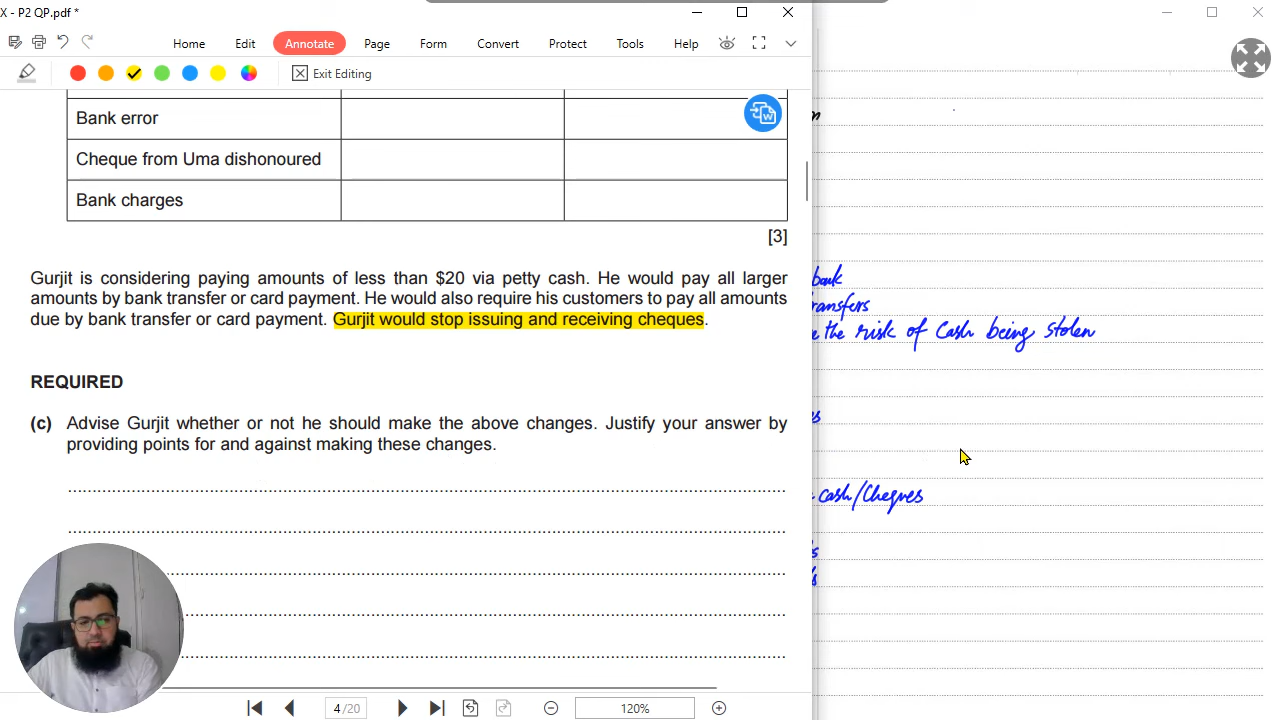 X - P2 QP.pdf *
Home Edit Annotate Page Form Convert Protect Tools Help
Exit Editing
Bank error
Cheque from Uma dishonoured
Bank charges
[3]
Gurjit is considering paying amounts of less than $20 via petty cash. He would pay all larger
amounts by bank transfer or card payment. He would also require his customers to pay all amounts
due by bank transfer or card payment. Gurjit would stop issuing and receiving cheques.
REQUIRED
(c) Advise Gurjit whether or not he should make the above changes. Justify your answer by
providing points for and against making these changes.
4 /20
120%
bank
transfers
the risk of Cash being stolen
cash/Cheques